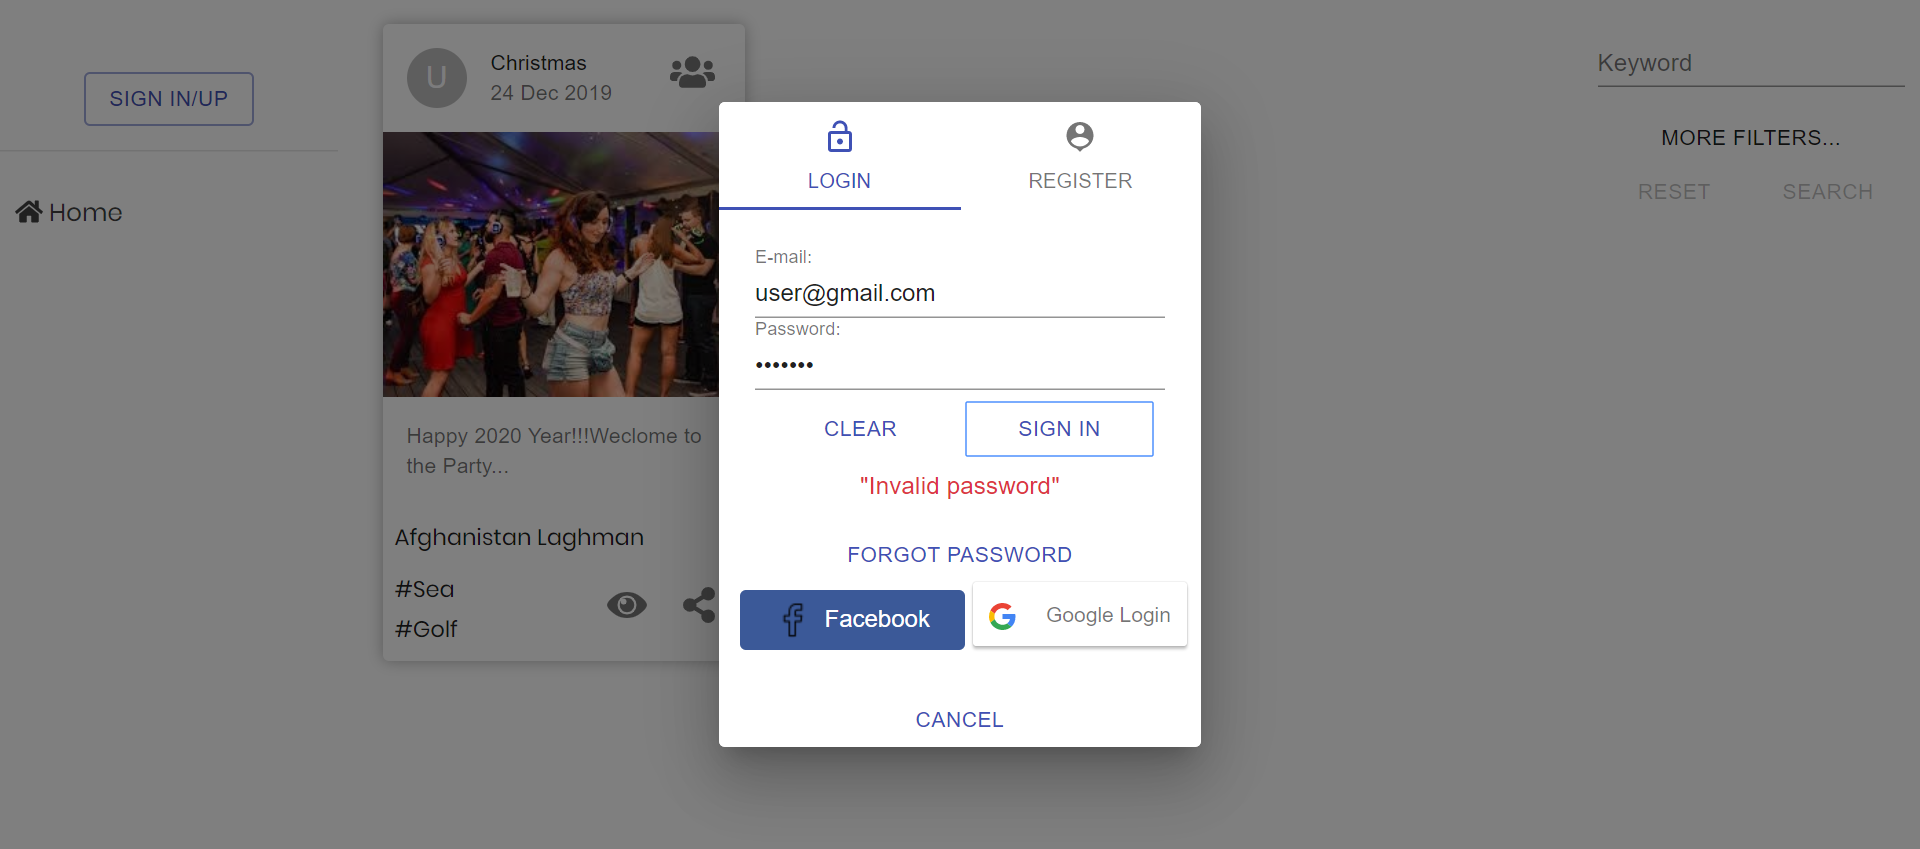 SIGN IN/UP
Home
U
Christmas
24 Dec 2019
Happy 2020 Year!!!Weclome to
the Party...
Afghanistan Laghman
#Sea
#Golf
LOGIN
REGISTER
E-mail:
user@gmail.com
Password:
•••••••
CLEAR
SIGN IN
"Invalid password"
FORGOT PASSWORD
Facebook
Google Login
CANCEL
Keyword
MORE FILTERS...
RESET
SEARCH